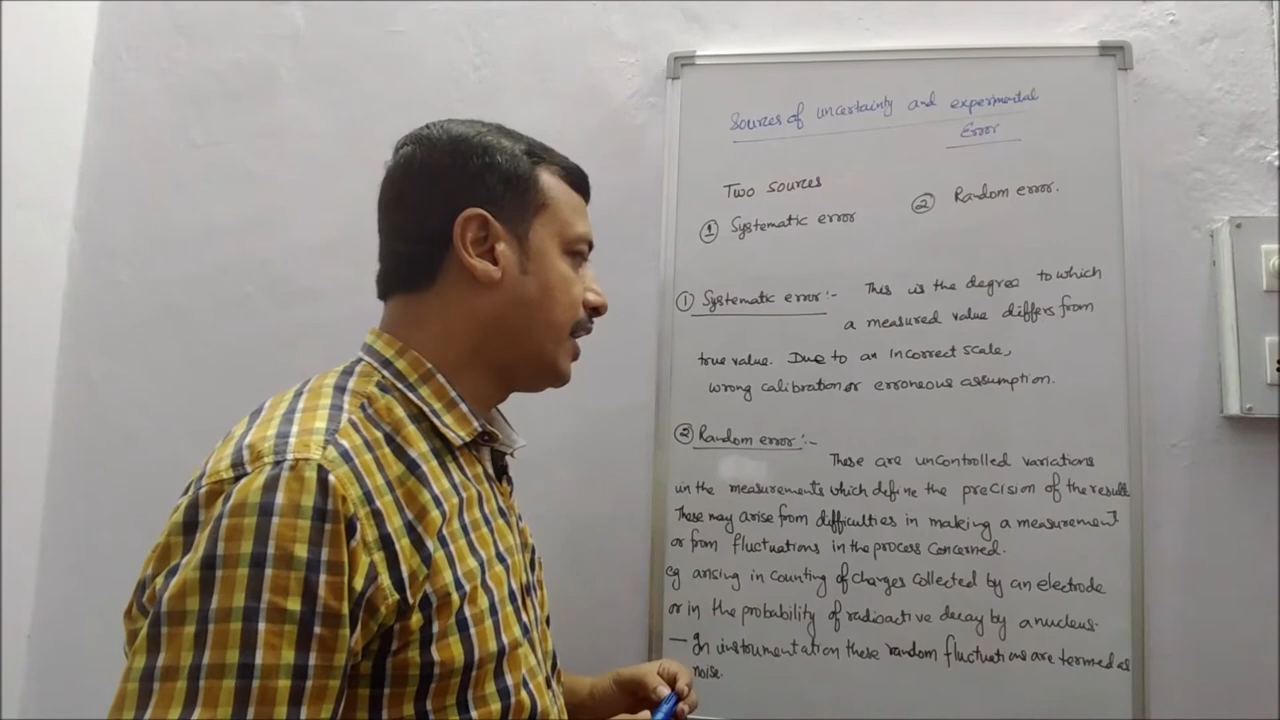 Sources of uncertainty and expermental
Error
Two sources
① Systematic error
② Random error.
① Systematic error :- This is the degree to which
a measured value differs from
true value. Due to an incorrect scale,
wrong calibration or erroneous assumption.
② Random error :-
These are uncontrolled variations
in the measurements which define the precision of the result
These may arise from difficulties in making a measurement
or from fluctuations in the process concerned.
eg arising in counting of charges collected by an electrode
or in the probability of radioactive decay by a nucleus.
— In instrumentation these random fluctuations are termed as
noise.